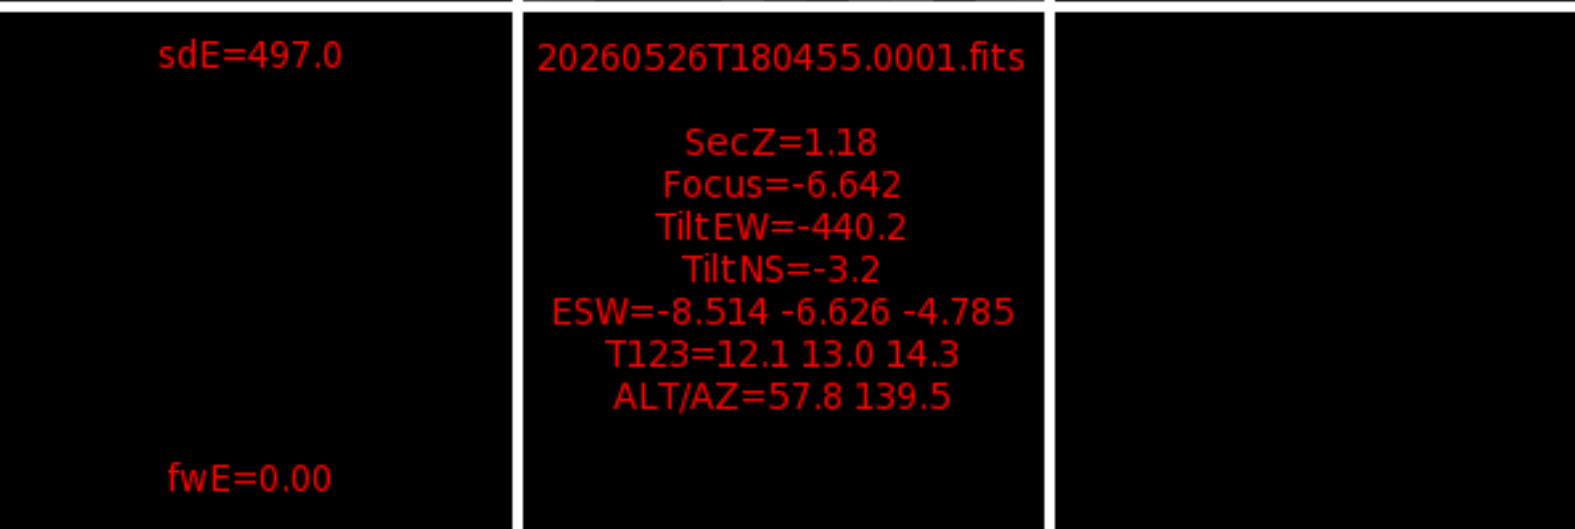 sdE=497.0
20260526T180455.0001.fits
SecZ=1.18
Focus=-6.642
TiltEW=-440.2
TiltNS=-3.2
ESW=-8.514 -6.626 -4.785
T123=12.1 13.0 14.3
ALT/AZ=57.8 139.5
fwE=0.00